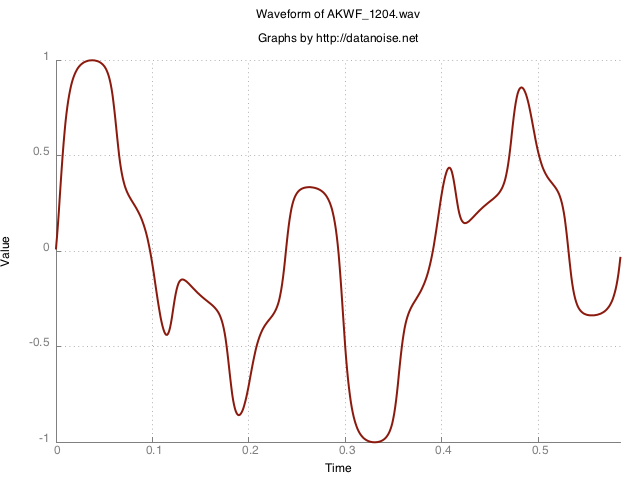 Waveform of AKWF_1204.wav
Graphs by http://datanoise.net
1
0.5
0
-0.5
-1
Value
0 0.1 0.2 0.3 0.4 0.5
Time